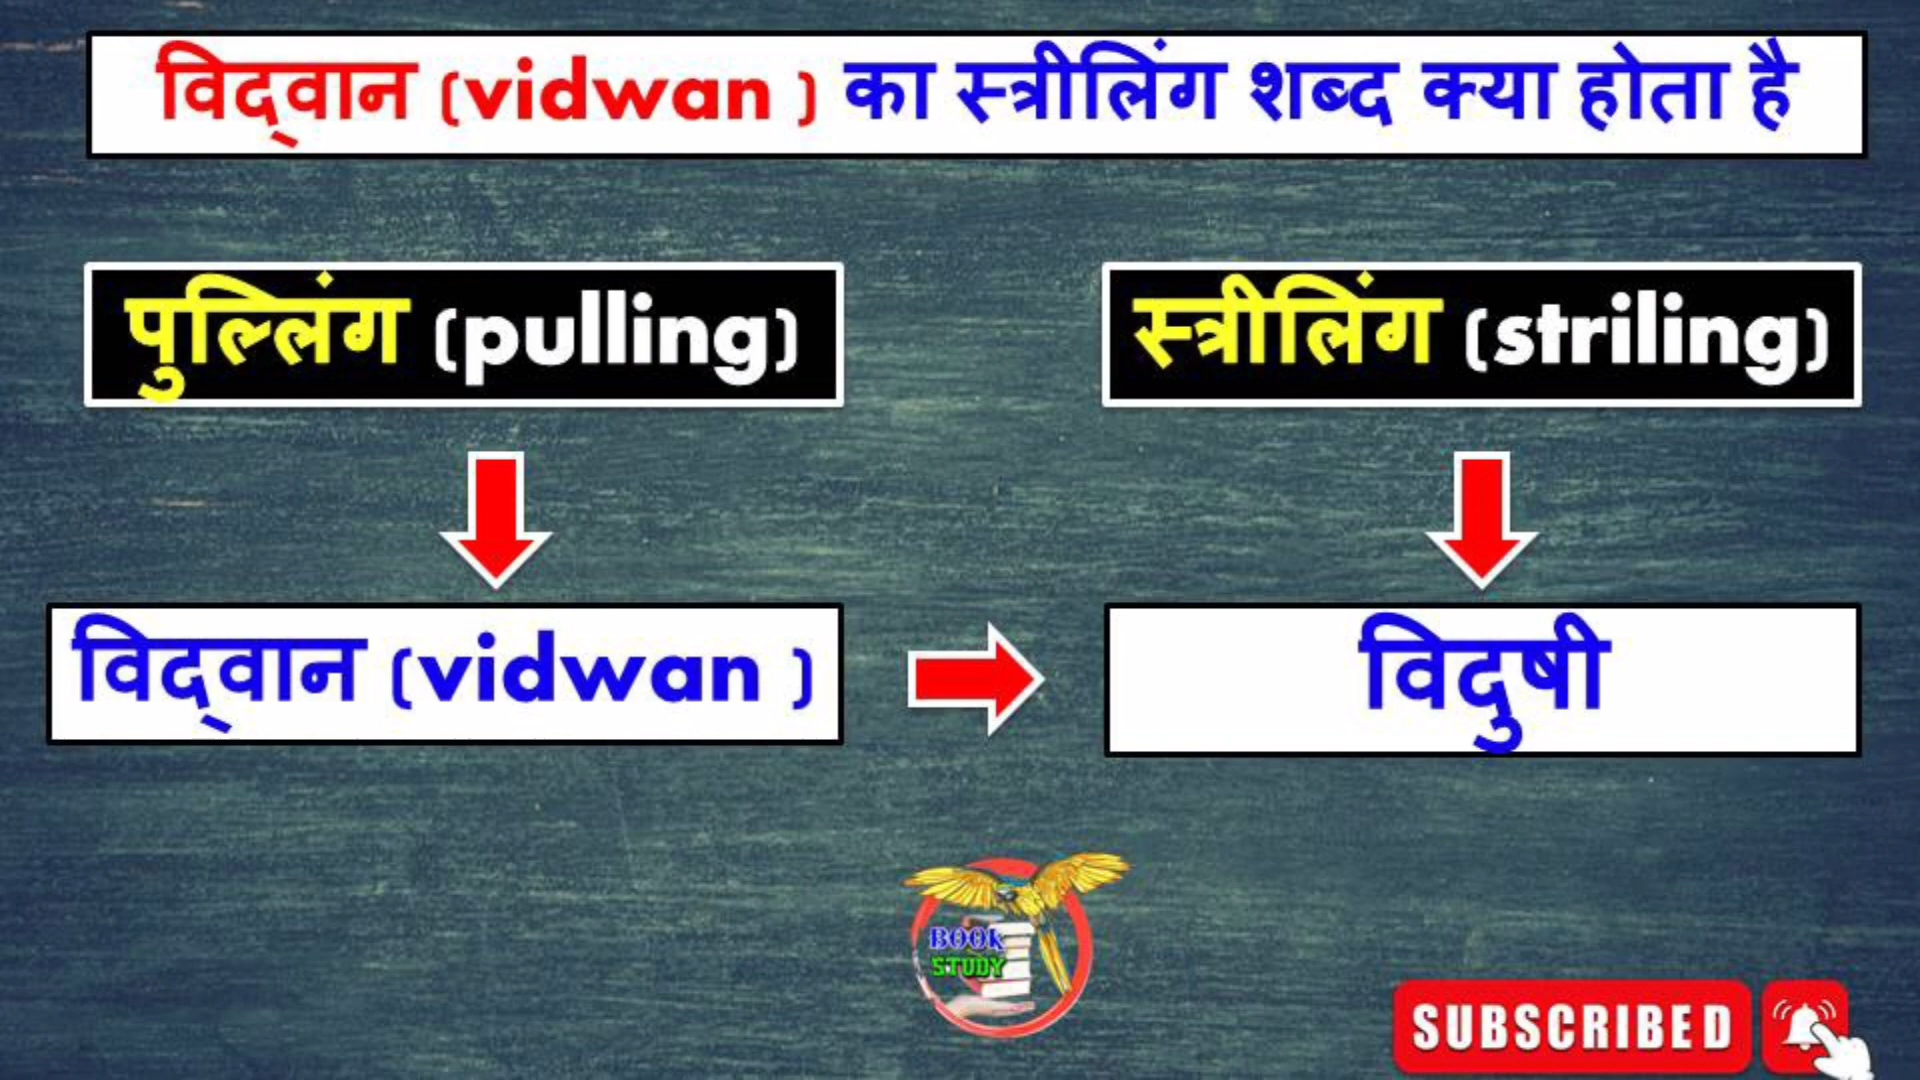 विद्वान (vidwan ) का स्त्रीलिंग शब्द क्या होता है
पुल्लिंग (pulling)
स्त्रीलिंग (striling)
विद्वान (vidwan )
विदुषी
BOOK
STUDY
SUBSCRIBED